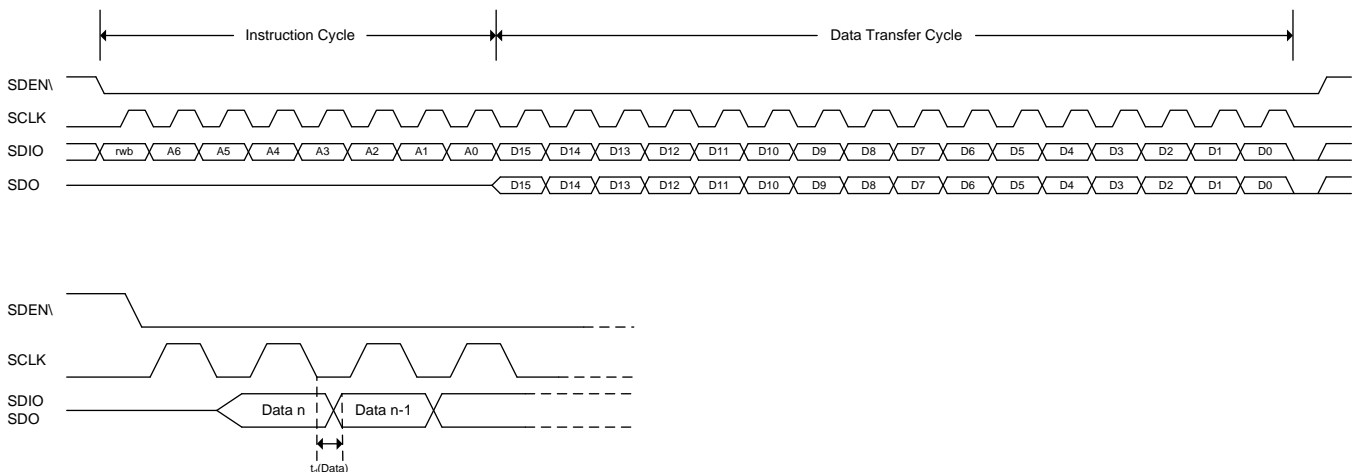 Instruction Cycle Data Transfer Cycle
SDEN\
SCLK
SDIO rwb A6 A5 A4 A3 A2 A1 A0 D15 D14 D13 D12 D11 D10 D9 D8 D7 D6 D5 D4 D3 D2 D1 D0
SDO D15 D14 D13 D12 D11 D10 D9 D8 D7 D6 D5 D4 D3 D2 D1 D0
SDEN\
SCLK
SDIO
SDO
Data n Data n-1
td(Data)